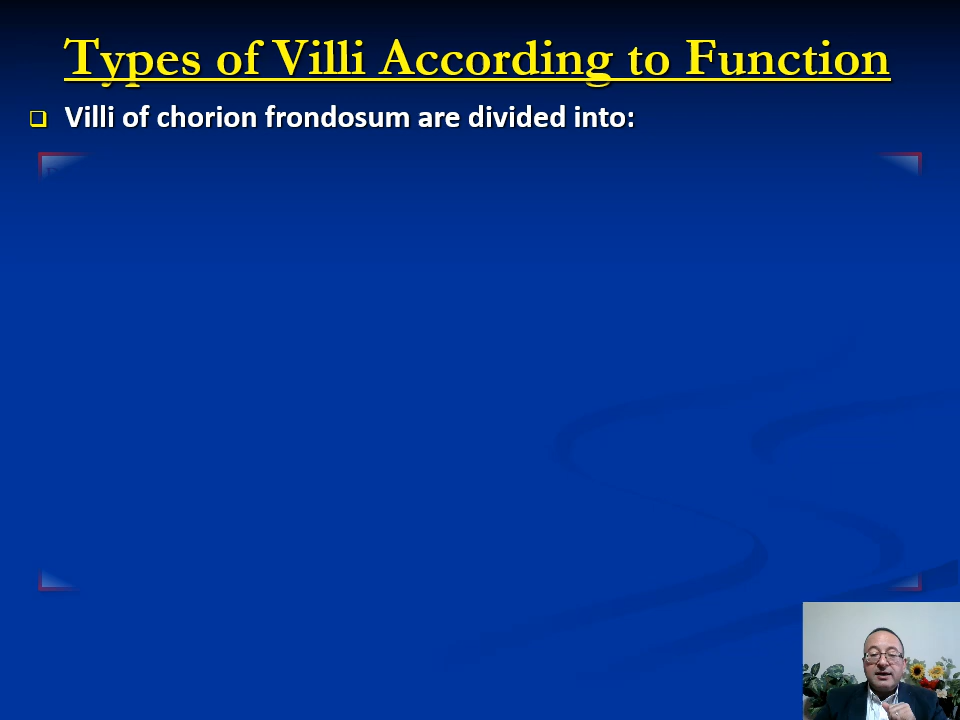 Types of Villi According to Function
Villi of chorion frondosum are divided into: